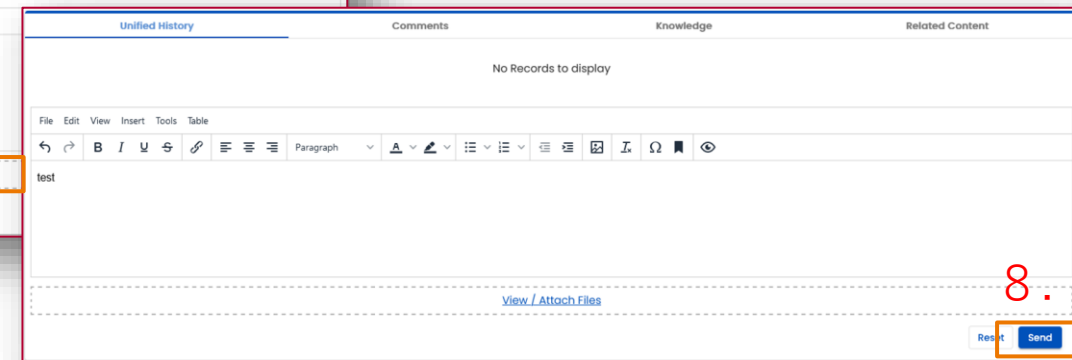 Unified History Comments Knowledge Related Content
No Records to display
File Edit View Insert Tools Table
B I U S Paragraph A Ω
test
View / Attach Files
8.
Reset Send